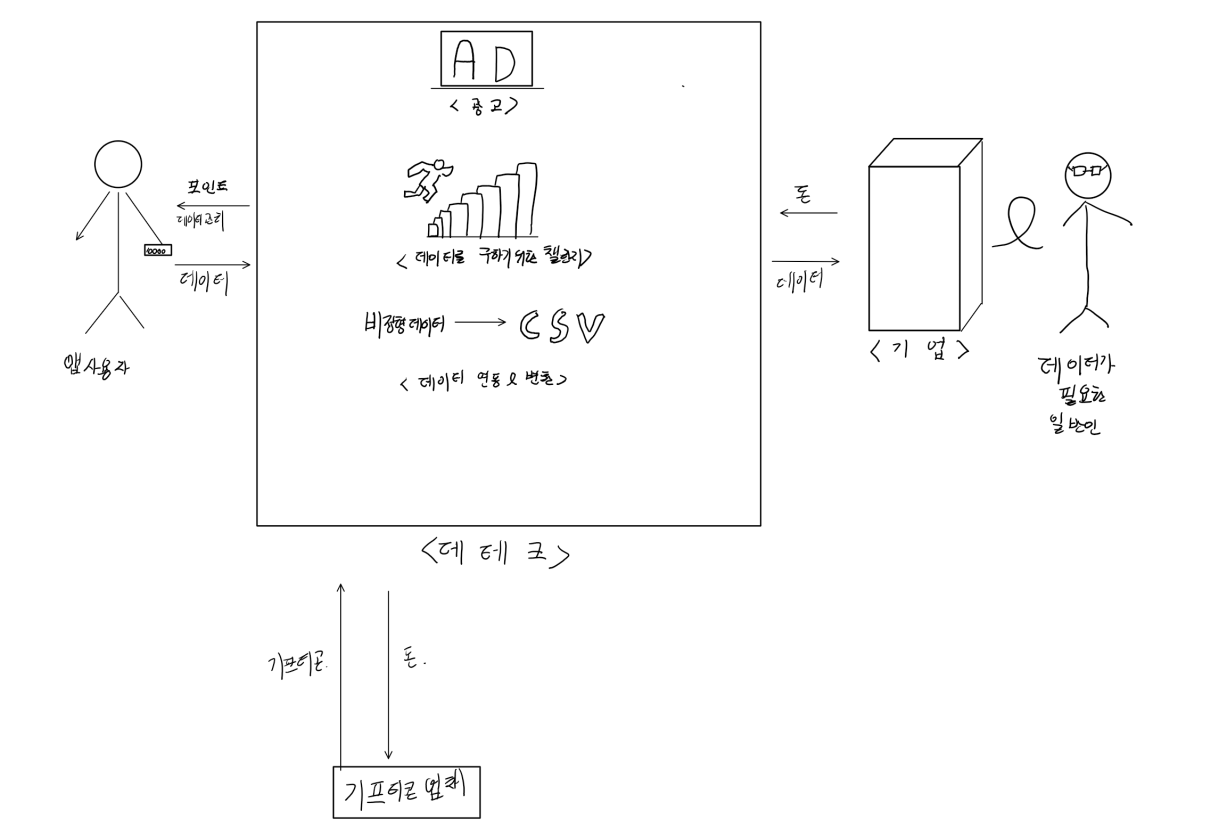 AD
<광고>
포인트
데이터관리
10000
데이터
앱사용자
<데이터를 구하기 위한 챌린지>
비정형데이터 → CSV
<데이터 연동 & 변환>
<데테크>
돈
데이터
<기업>
&
데이터가
필요한
일반인
기프티콘
돈.
기프티콘 업체